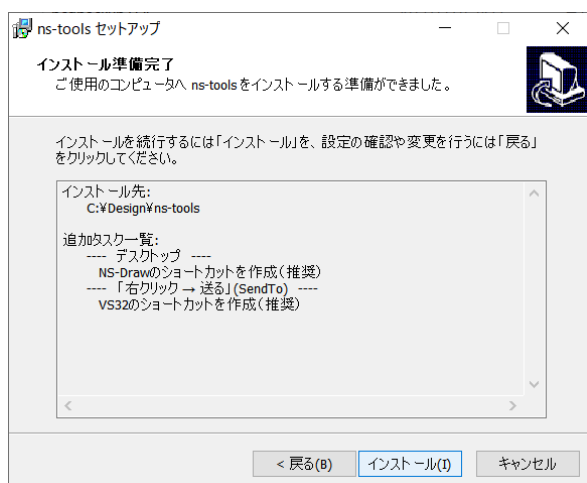 ns-tools セットアップ
インストール準備完了
ご使用のコンピュータへ ns-tools をインストールする準備ができました。
インストールを続行するには「インストール」を、設定の確認や変更を行うには「戻る」
をクリックしてください。
インストール先:
C:¥Design¥ns-tools
追加タスク一覧:
---- デスクトップ ----
NS-Drawのショートカットを作成(推奨)
---- 「右クリック → 送る」(SendTo) ----
VS32のショートカットを作成(推奨)
< 戻る(B)
インストール(I)
キャンセル